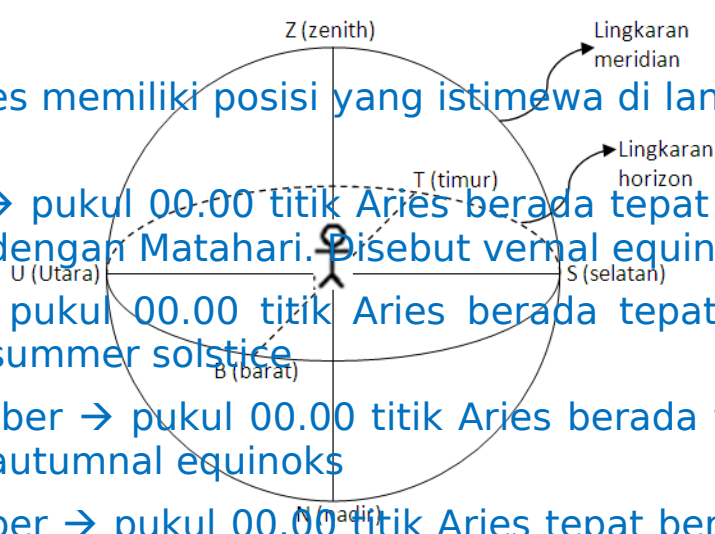 Z (zenith)
Lingkaran
meridian
es memiliki posisi yang istimewa di lan
Lingkaran
horizon
T (timur)
→ pukul 00.00 titik Aries berada tepat
dengan Matahari. Disebut vernal equin
U (Utara)
S (selatan)
pukul 00.00 titik Aries berada tepat
summer solstice
B (barat)
ber → pukul 00.00 titik Aries berada
autumnal equinoks
N (nadir)
ber → pukul 00.00 titik Aries tepat ber